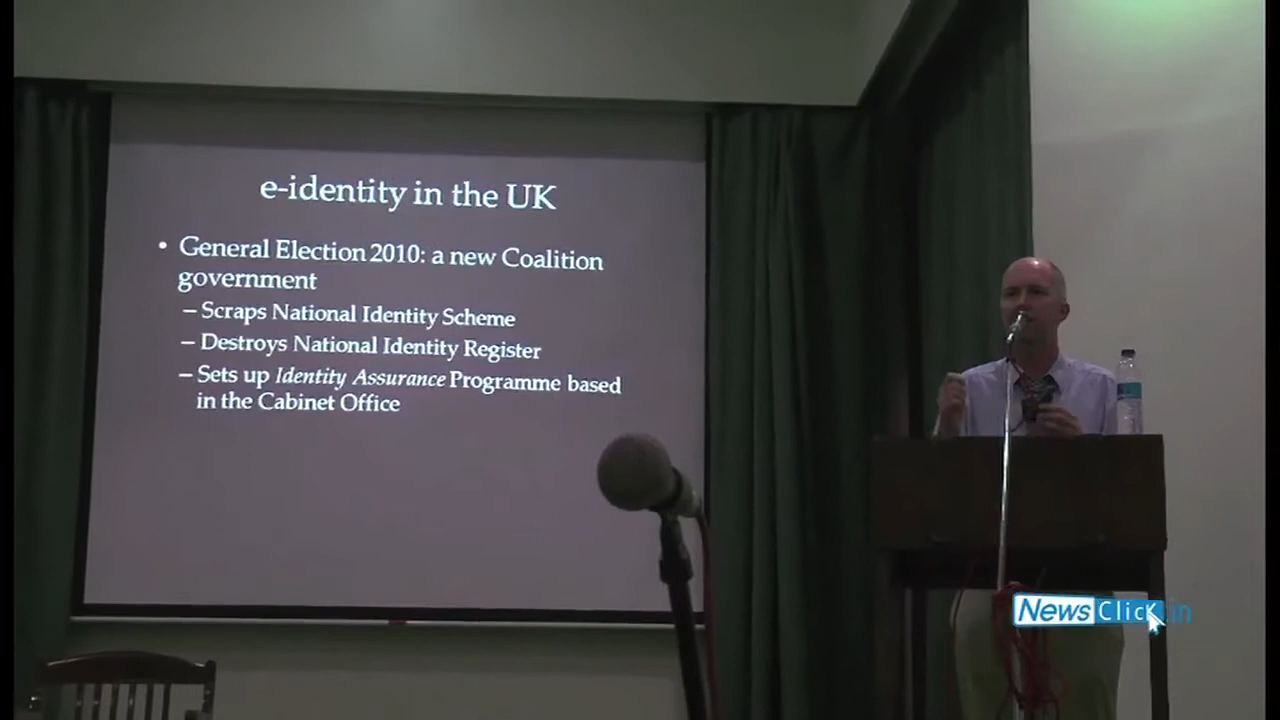 e-identity in the UK
• General Election 2010: a new Coalition
government
– Scraps National Identity Scheme
– Destroys National Identity Register
– Sets up Identity Assurance Programme based
in the Cabinet Office
NewsClick.in